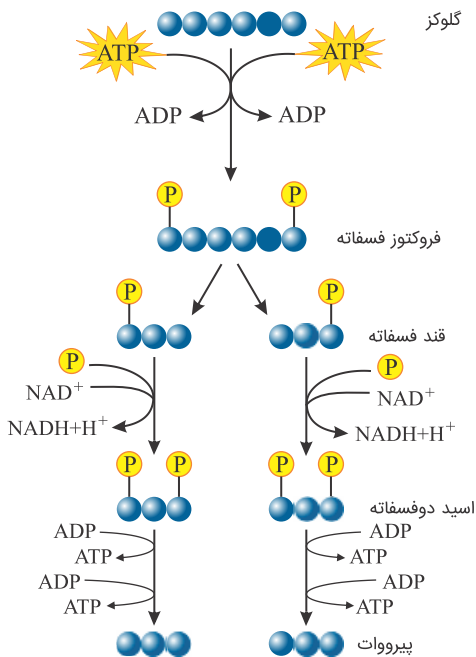 گلوکز
ATP ATP
ADP ADP
P P
فروکتوز فسفاته
P P
قند فسفاته
P P
NAD+ NAD+
NADH+H+ NADH+H+
P P P P
اسید دوفسفاته
ADP ADP
ATP ATP
ADP ADP
ATP ATP
پیرووات